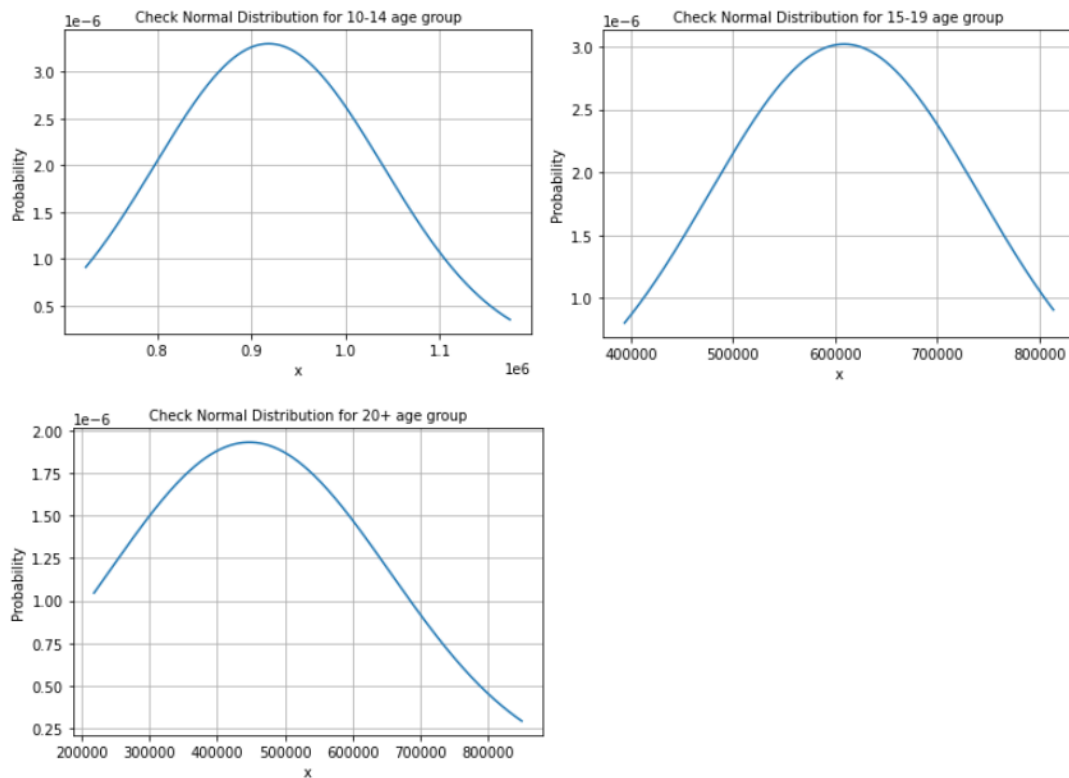 Check Normal Distribution for 10-14 age group
1e−6
3.0
2.5
2.0
1.5
1.0
0.5
Probability
0.8 0.9 1.0 1.1
1e6
x
Check Normal Distribution for 15-19 age group
1e−6
3.0
2.5
2.0
1.5
1.0
Probability
400000 500000 600000 700000 800000
x
Check Normal Distribution for 20+ age group
1e−6
2.00
1.75
1.50
1.25
1.00
0.75
0.50
0.25
Probability
200000 300000 400000 500000 600000 700000 800000
x